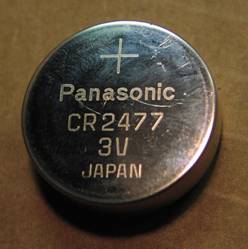 +
Panasonic
CR2477
3V
JAPAN